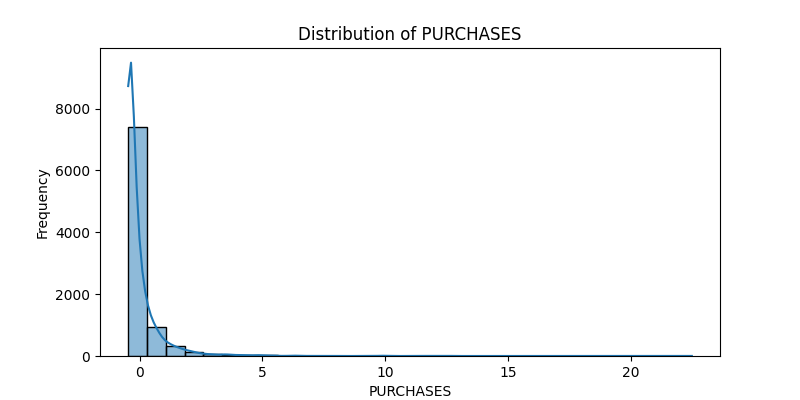 Distribution of PURCHASES
8000
6000
4000
2000
0
Frequency
0 5 10 15 20
PURCHASES